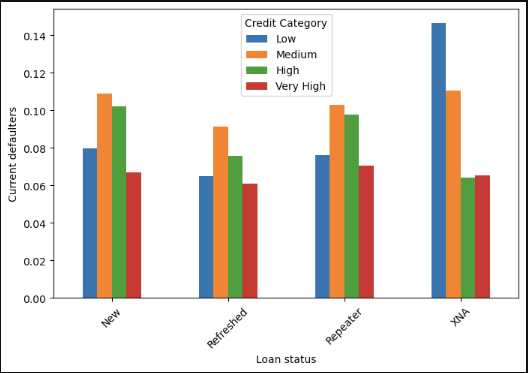 Credit Category
Low
Medium
High
Very High
0.14
0.12
0.10
0.08
0.06
0.04
0.02
0.00
Current defaulters
New
Refreshed
Repeater
XNA
Loan status